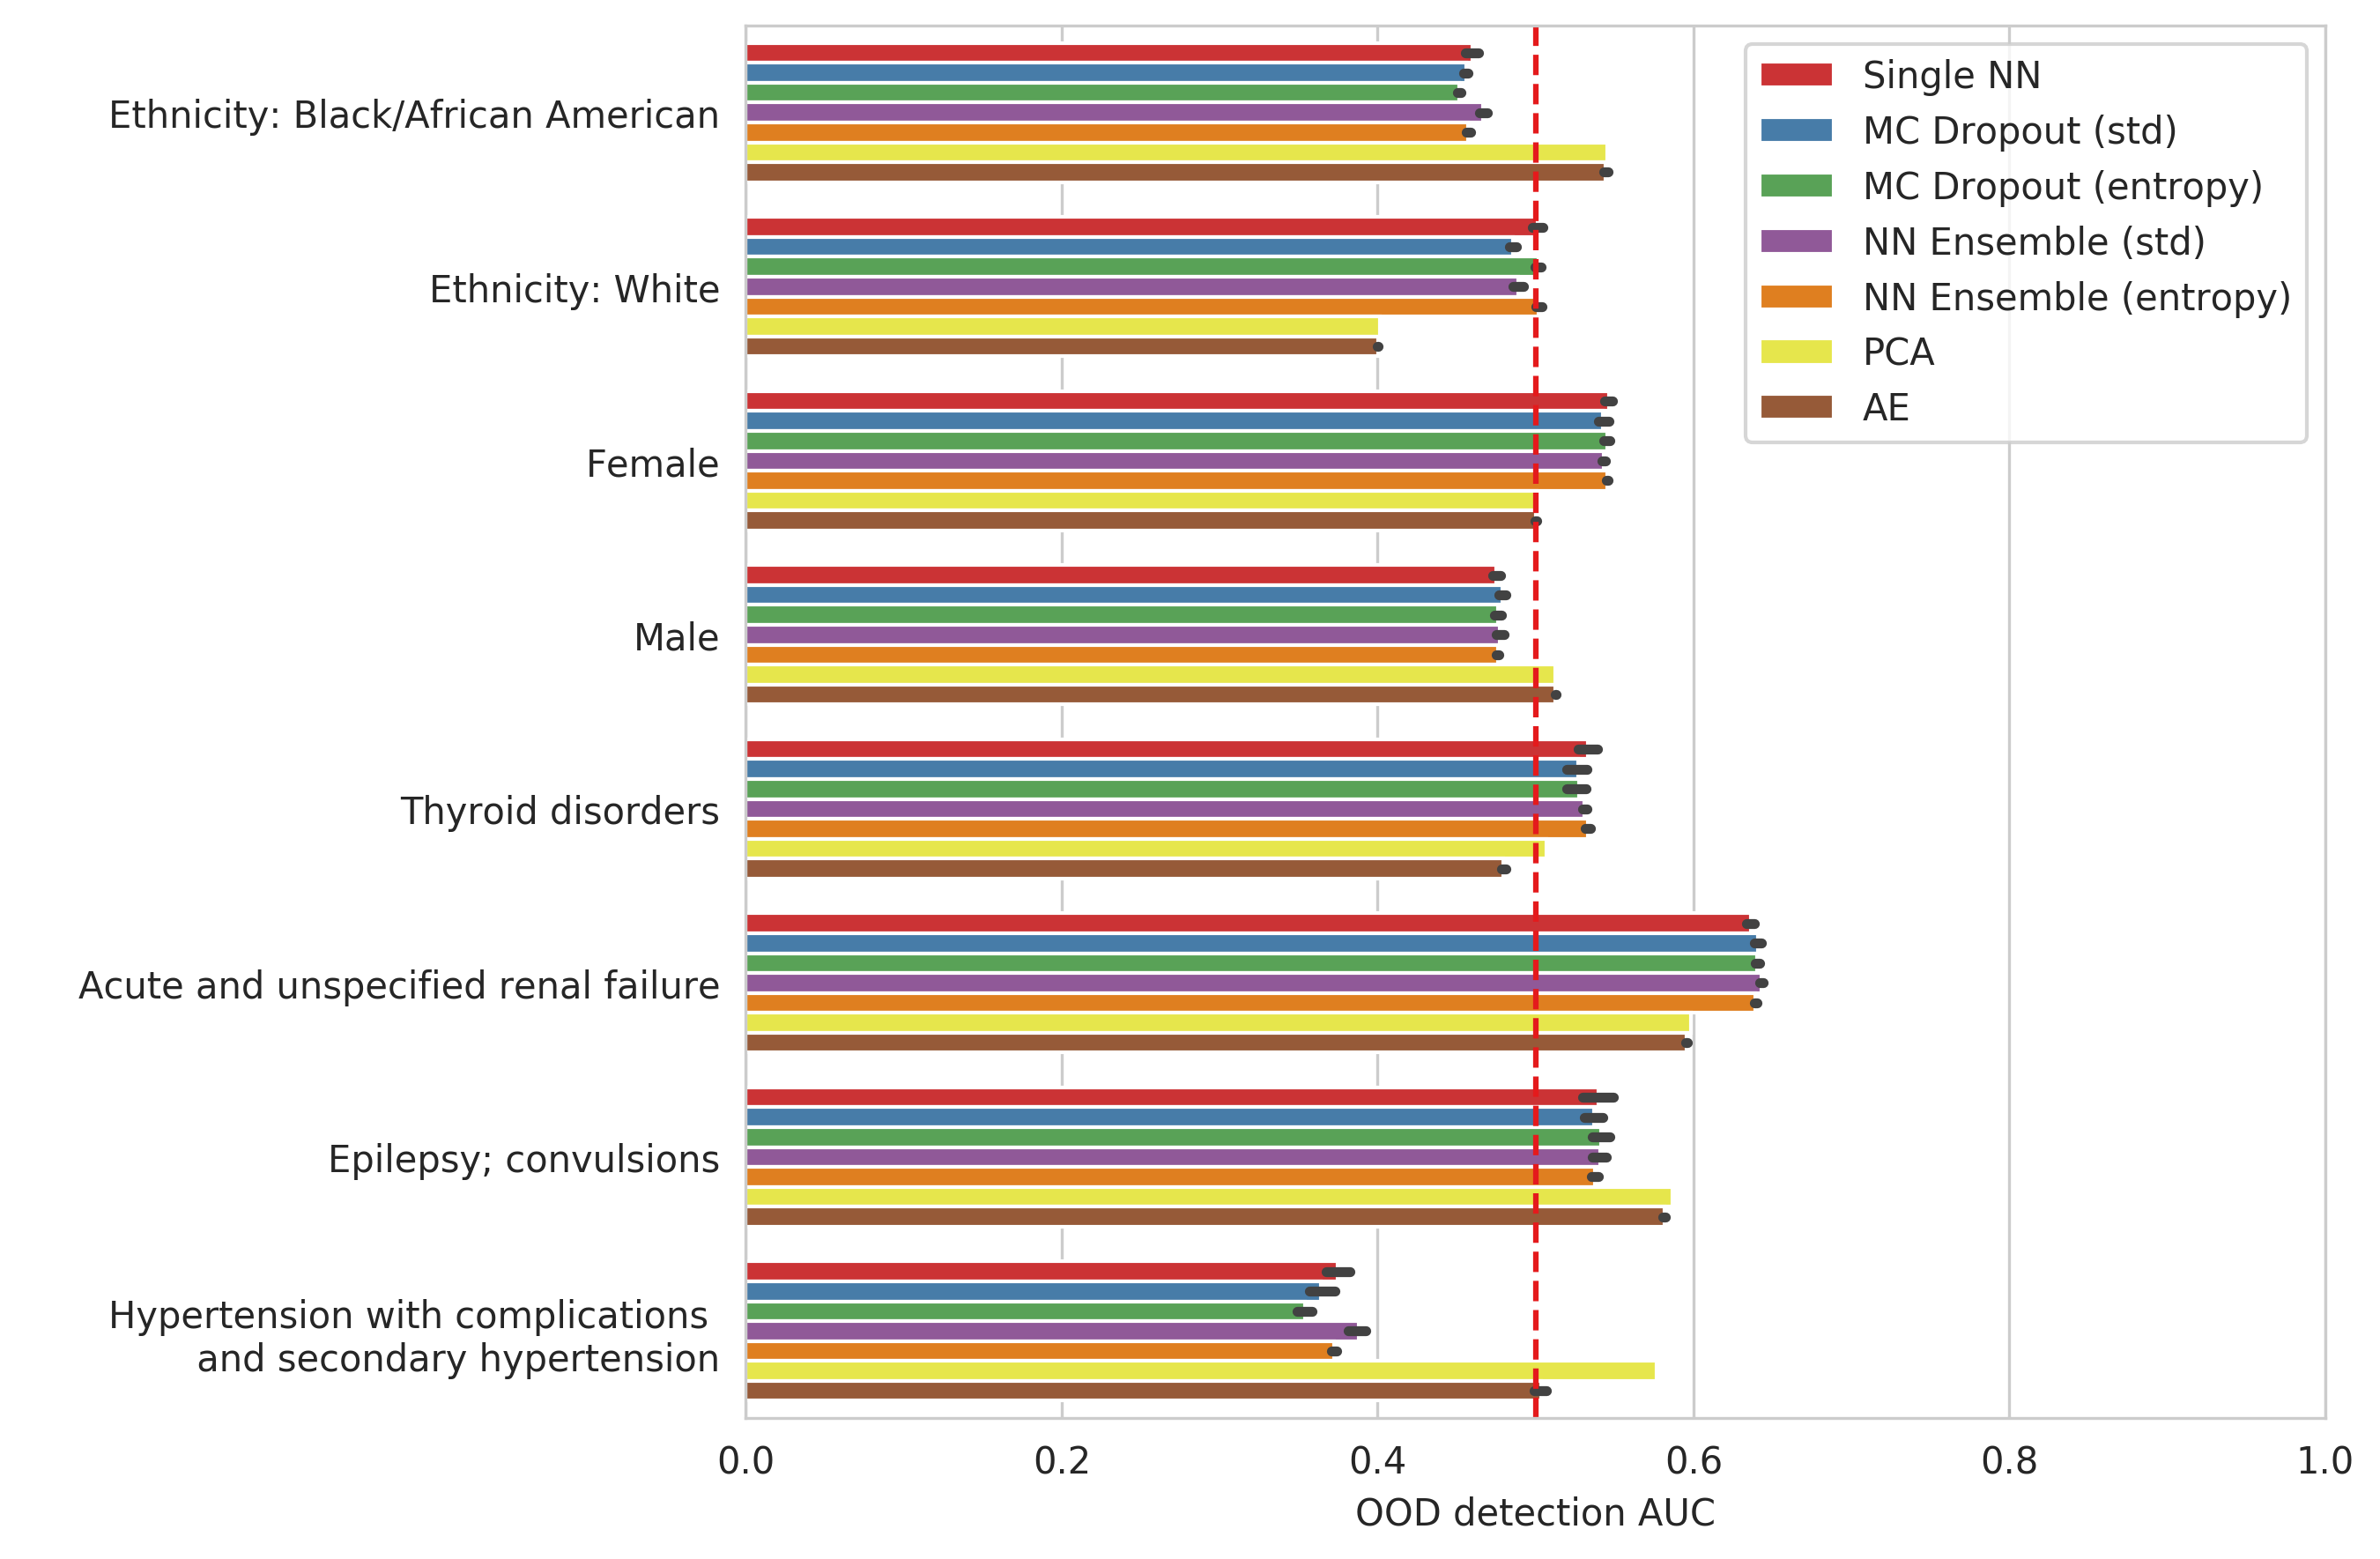 Ethnicity: Black/African American
Ethnicity: White
Female
Male
Thyroid disorders
Acute and unspecified renal failure
Epilepsy; convulsions
Hypertension with complications
and secondary hypertension
Single NN
MC Dropout (std)
MC Dropout (entropy)
NN Ensemble (std)
NN Ensemble (entropy)
PCA
AE
0.0 0.2 0.4 0.6 0.8 1.0
OOD detection AUC